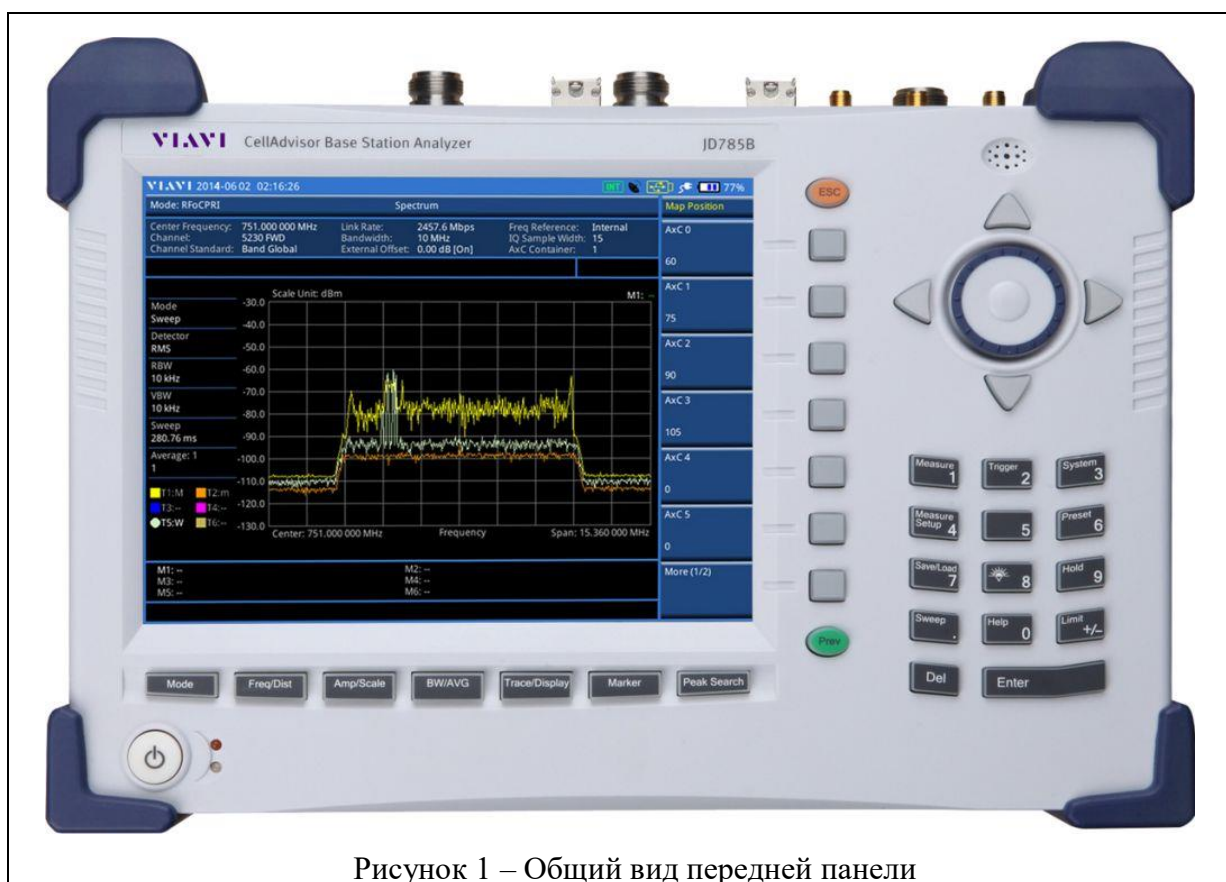 VIAVI CellAdvisor Base Station Analyzer JD785B
VIAVI 2014-06 02 02:16:26 INT 77%
Mode: RFoCPRI Spectrum Map Position
Center Frequency: 751.000 000 MHz Link Rate: 2457.6 Mbps Freq Reference: Internal
Channel: 5230 FWD Bandwidth: 10 MHz IQ Sample Width: 15
Channel Standard: Band Global External Offset: 0.00 dB [On] AxC Container: 1
AxC 0
60
AxC 1
75
AxC 2
90
AxC 3
105
AxC 4
0
AxC 5
0
More (1/2)
Scale Unit: dBm M1: --
Mode
Sweep
Detector
RMS
RBW
10 kHz
VBW
10 kHz
Sweep
280.76 ms
Average: 1
1
T1:M T2:m
T3:-- T4:--
T5:W T6:--
-30.0
-40.0
-50.0
-60.0
-70.0
-80.0
-90.0
-100.0
-110.0
-120.0
-130.0
Center: 751.000 000 MHz Frequency Span: 15.360 000 MHz
M1: -- M2: --
M3: -- M4: --
M5: -- M6: --
ESC
Prev
Measure 1 Trigger 2 System 3
Measure Setup 4 5 Preset 6
Save/Load 7 8 Hold 9
Sweep . Help 0 Limit +/-
Del Enter
Mode Freq/Dist Amp/Scale BW/AVG Trace/Display Marker Peak Search
Рисунок 1 – Общий вид передней панели